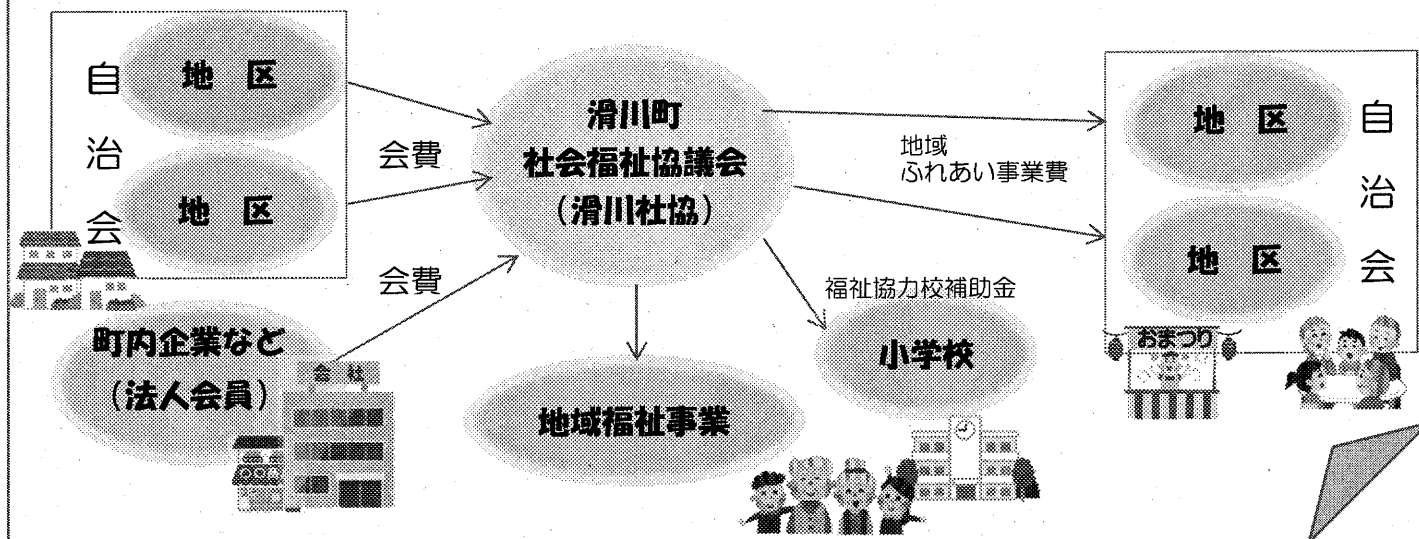 自治会
地 区
地 区
会費
会費
町内企業など
(法人会員)
会社
滑川町
社会福祉協議会
(滑川社協)
地域福祉事業
地域
ふれあい事業費
福祉協力校補助金
小学校
地 区
地 区
自治会
おまつり